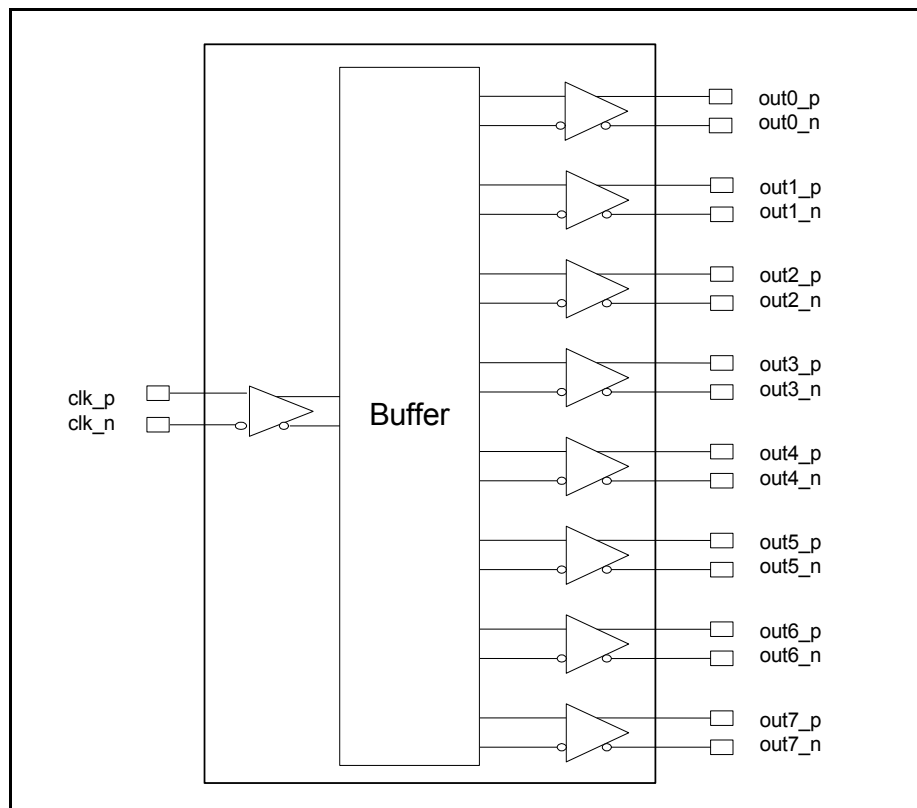 out0_p
out0_n
out1_p
out1_n
out2_p
out2_n
out3_p
out3_n
clk_p
clk_n
Buffer
out4_p
out4_n
out5_p
out5_n
out6_p
out6_n
out7_p
out7_n